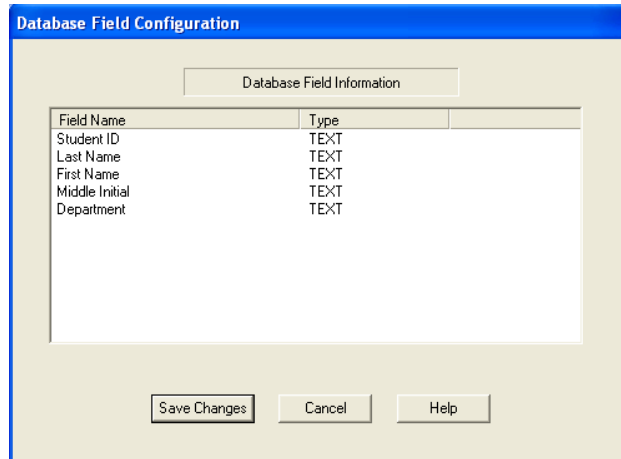 Database Field Configuration
Database Field Information
Field Name Type
Student ID TEXT
Last Name TEXT
First Name TEXT
Middle Initial TEXT
Department TEXT
Save Changes Cancel Help